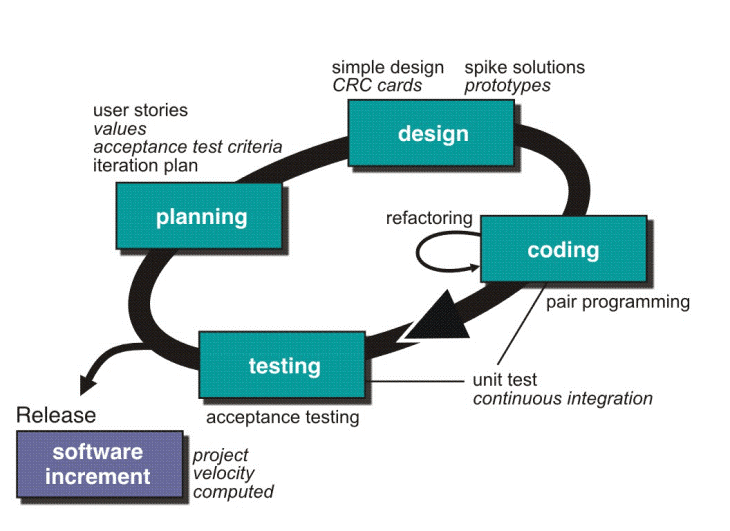 simple design
CRC cards
spike solutions
prototypes
design
user stories
values
acceptance test criteria
iteration plan
planning
refactoring
coding
pair programming
testing
acceptance testing
unit test
continuous integration
Release
software
increment
project
velocity
computed